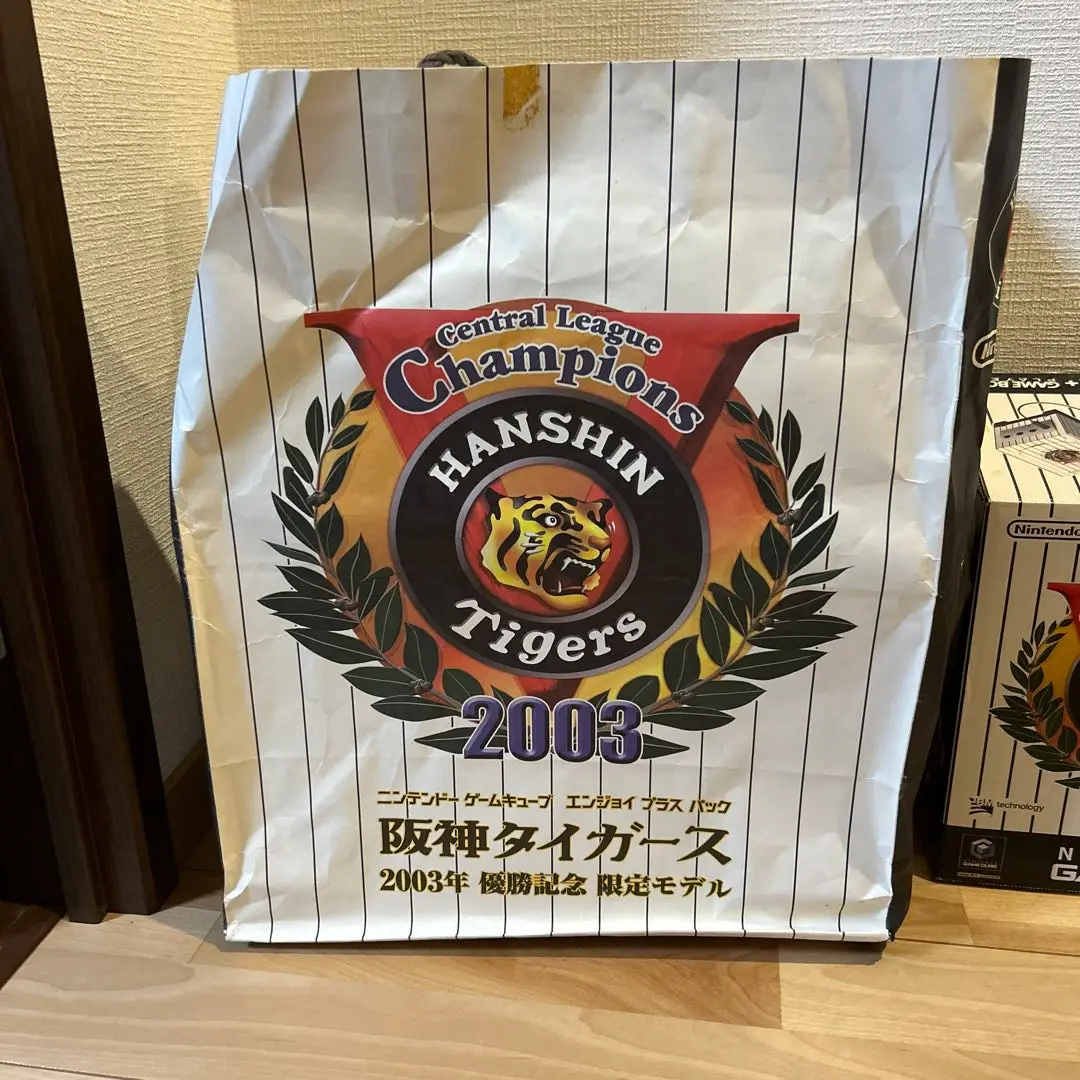 Central League
Champions
HANSHIN
Tigers
2003
ニンテンドー ゲームキューブ エンジョイ プラス パック
阪神タイガース
2003年 優勝記念 限定モデル
Nintendo
IBM technology